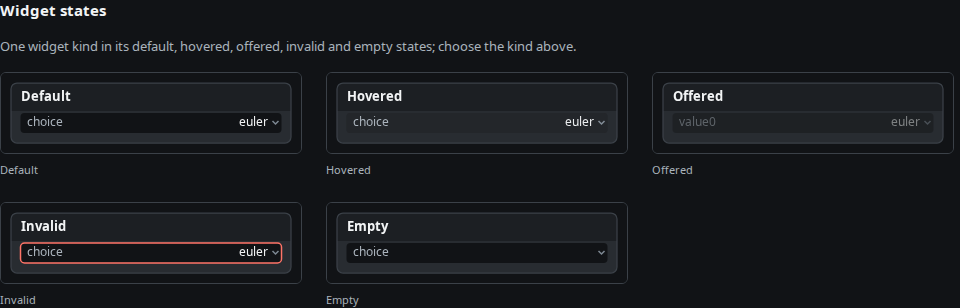 Widget states
One widget kind in its default, hovered, offered, invalid and empty states; choose the kind above.
Default
choice euler
Default
Hovered
choice euler
Hovered
Offered
value0 euler
Offered
Invalid
choice euler
Invalid
Empty
choice
Empty